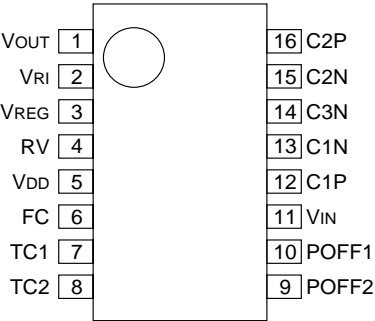 VOUT 1 16 C2P
VRI 2 15 C2N
VREG 3 14 C3N
RV 4 13 C1N
VDD 5 12 C1P
FC 6 11 VIN
TC1 7 10 POFF1
TC2 8 9 POFF2